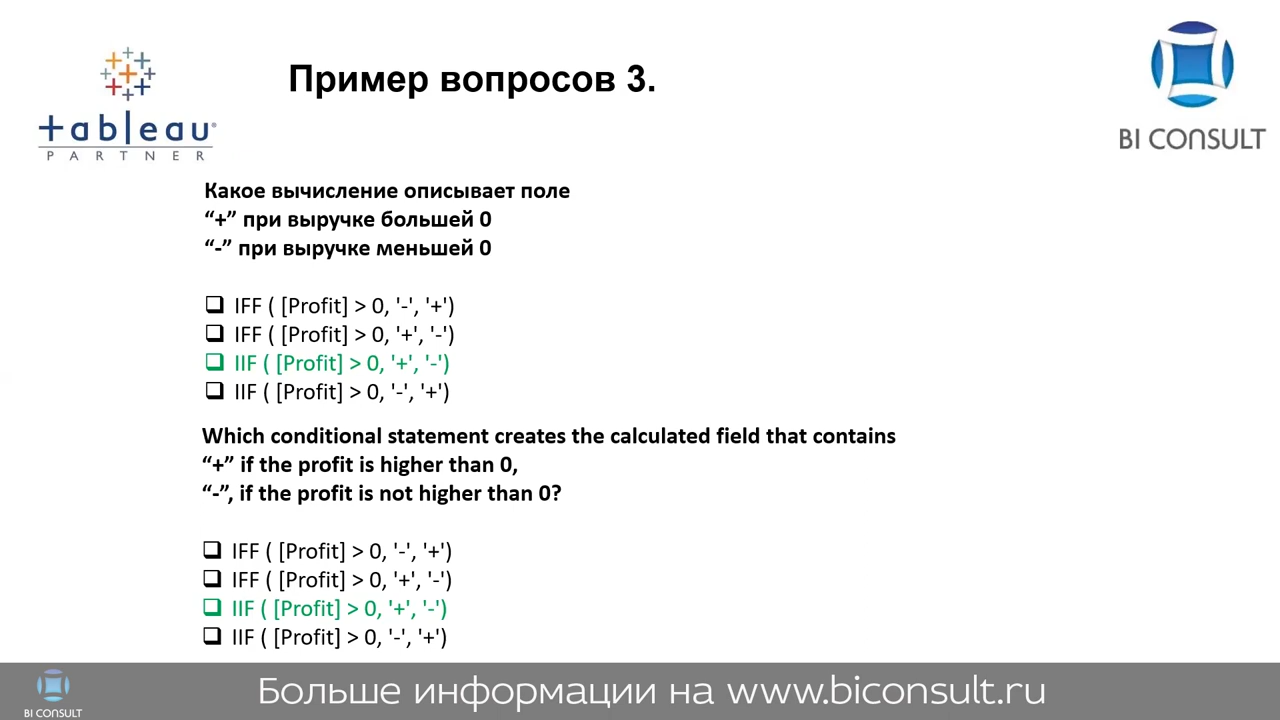 Пример вопросов 3.
+ableau®
PARTNER
BI CONSULT
Какое вычисление описывает поле
“+” при выручке большей 0
“-” при выручке меньшей 0
IFF ( [Profit] > 0, '-', '+')
IFF ( [Profit] > 0, '+', '-')
IIF ( [Profit] > 0, '+', '-')
IIF ( [Profit] > 0, '-', '+')
Which conditional statement creates the calculated field that contains
“+” if the profit is higher than 0,
“-”, if the profit is not higher than 0?
IFF ( [Profit] > 0, '-', '+')
IFF ( [Profit] > 0, '+', '-')
IIF ( [Profit] > 0, '+', '-')
IIF ( [Profit] > 0, '-', '+')
BI CONSULT
Больше информации на www.biconsult.ru